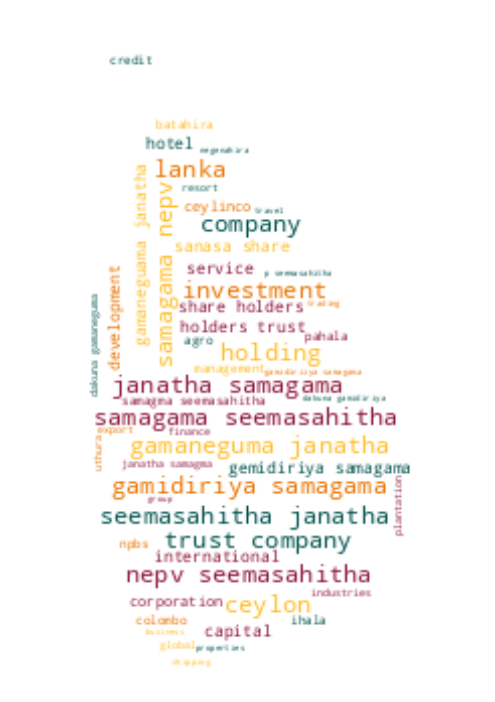 credit
batahira
hotel
negenahira
lanka
resort
gamaneguama janatha
samagama nepv
ceylinco
travel
company
sanasa share
service
p seemasahitha
development
investment
share holders
trading
dakuna gamaneguma
holders trust
pahala
agro
holding
management
gamidiriya samagama
janatha samagama
samagma seemasahitha
dakuna gamidiriya
samagama seemasahitha
export
finance
uthura
gamaneguma janatha
janatha samagma
gemidiriya samagama
gamidiriya samagama
plantation
group
seemasahitha janatha
trust company
npbs
international
nepv seemasahitha
industries
corporation
ceylon
colombo
ihala
business
capital
global
properties
shipping